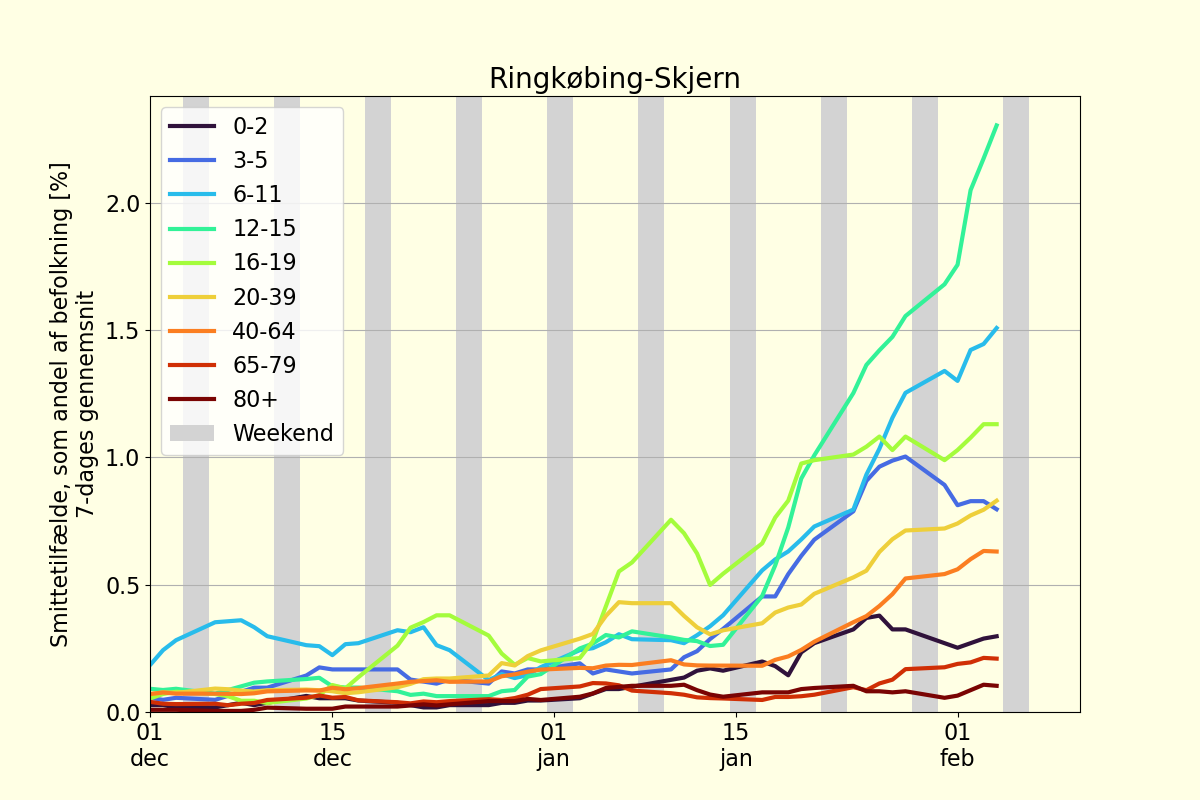 Ringkøbing-Skjern
Smittetilfælde, som andel af befolkning [%]
7-dages gennemsnit
2.0
1.5
1.0
0.5
0.0
0-2
3-5
6-11
12-15
16-19
20-39
40-64
65-79
80+
Weekend
01
dec
15
dec
01
jan
15
jan
01
feb